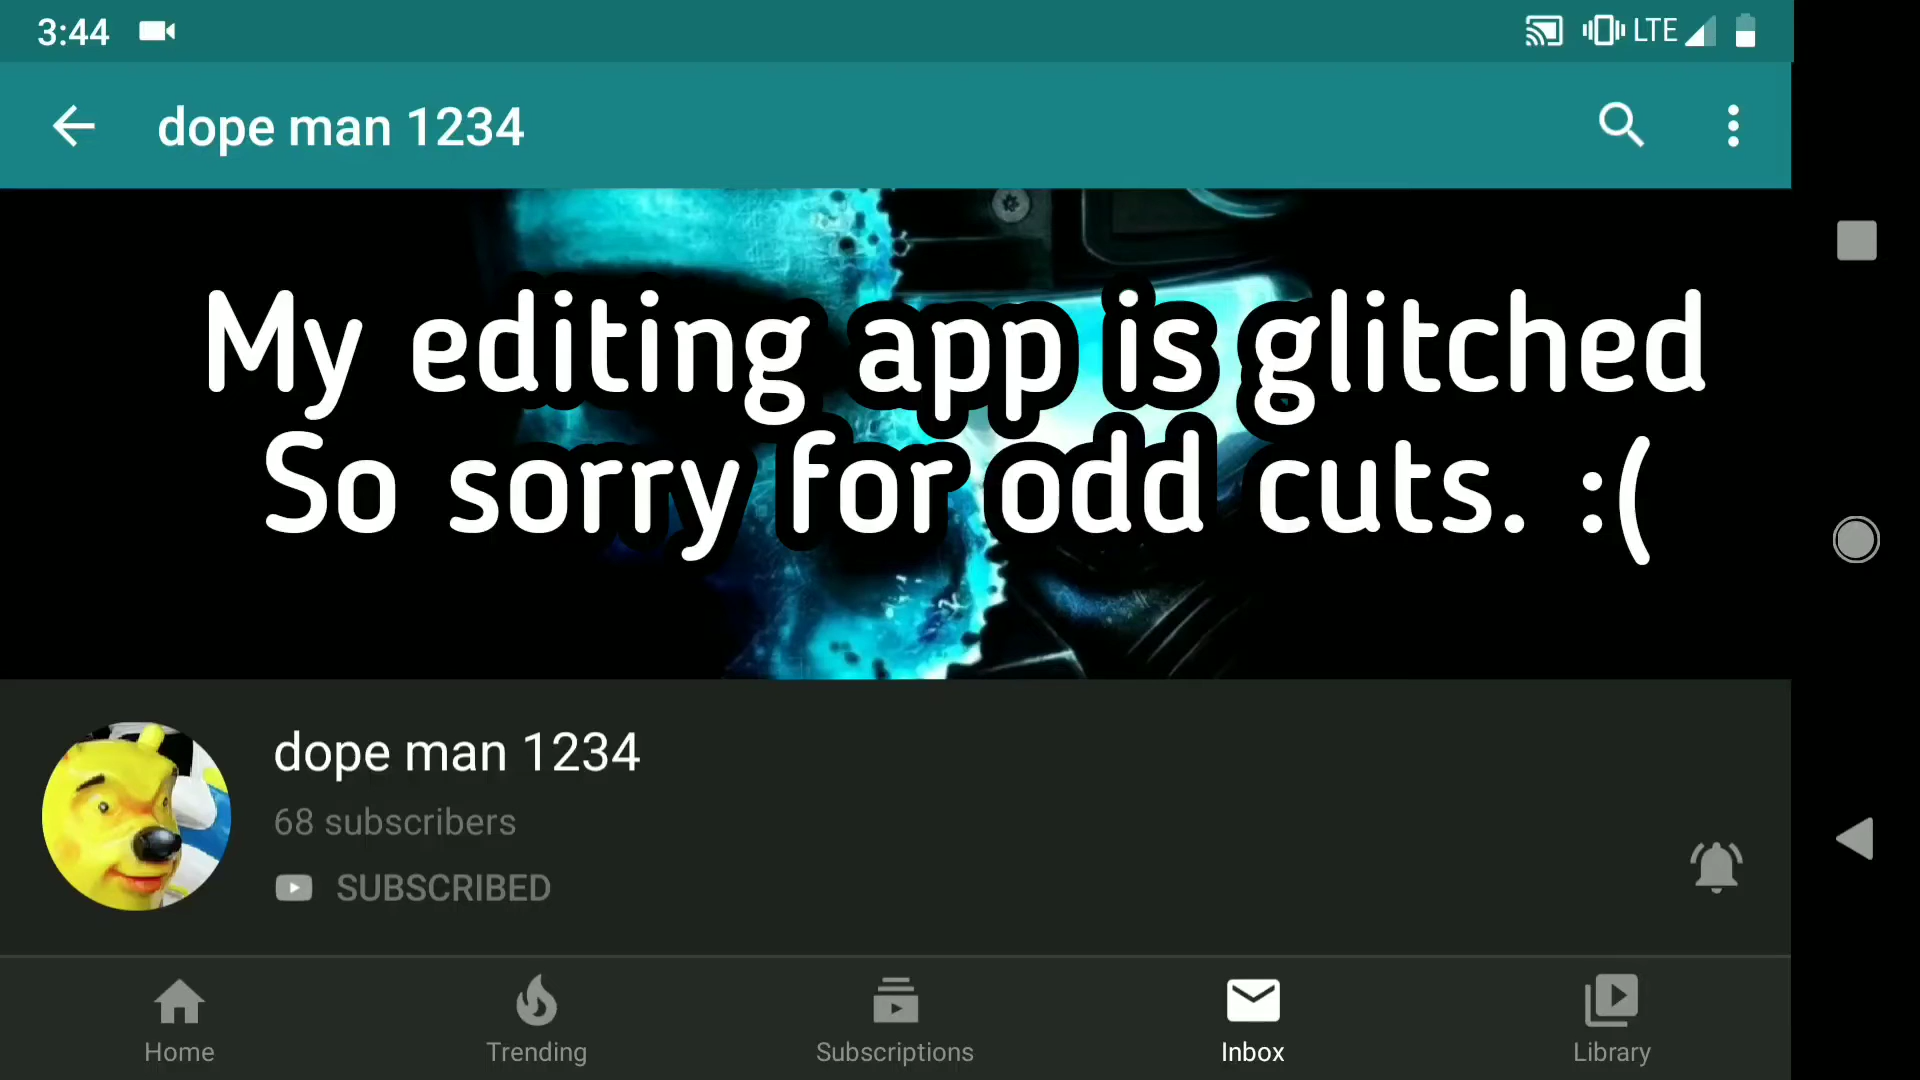 3:44
LTE
dope man 1234
My editing app is glitched
So sorry for odd cuts. :(
dope man 1234
68 subscribers
SUBSCRIBED
Home
Trending
Subscriptions
Inbox
Library